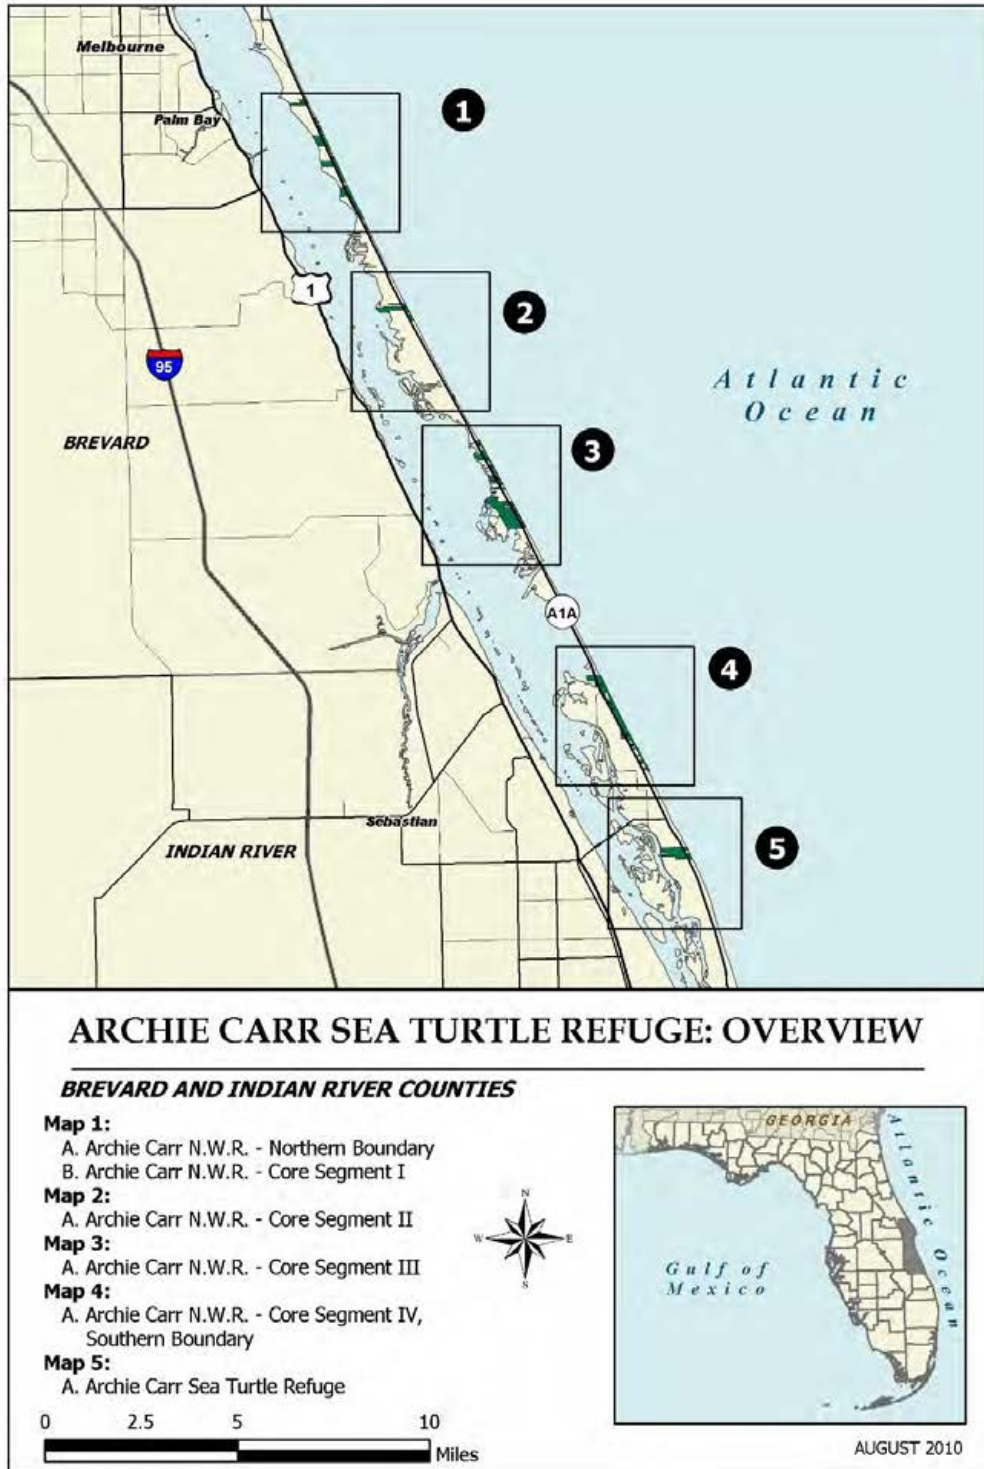 Melbourne
1
Palm Bay
1
2
95
Atlantic
Ocean
BREVARD
3
A1A
4
Sebastian
INDIAN RIVER
5
ARCHIE CARR SEA TURTLE REFUGE: OVERVIEW
BREVARD AND INDIAN RIVER COUNTIES
Map 1:
A. Archie Carr N.W.R. - Northern Boundary
B. Archie Carr N.W.R. - Core Segment I
Map 2:
A. Archie Carr N.W.R. - Core Segment II
Map 3:
A. Archie Carr N.W.R. - Core Segment III
Map 4:
A. Archie Carr N.W.R. - Core Segment IV,
Southern Boundary
Map 5:
A. Archie Carr Sea Turtle Refuge
0 2.5 5 10
Miles
N
W E
S
GEORGIA
Atlantic Ocean
Gulf of
Mexico
AUGUST 2010